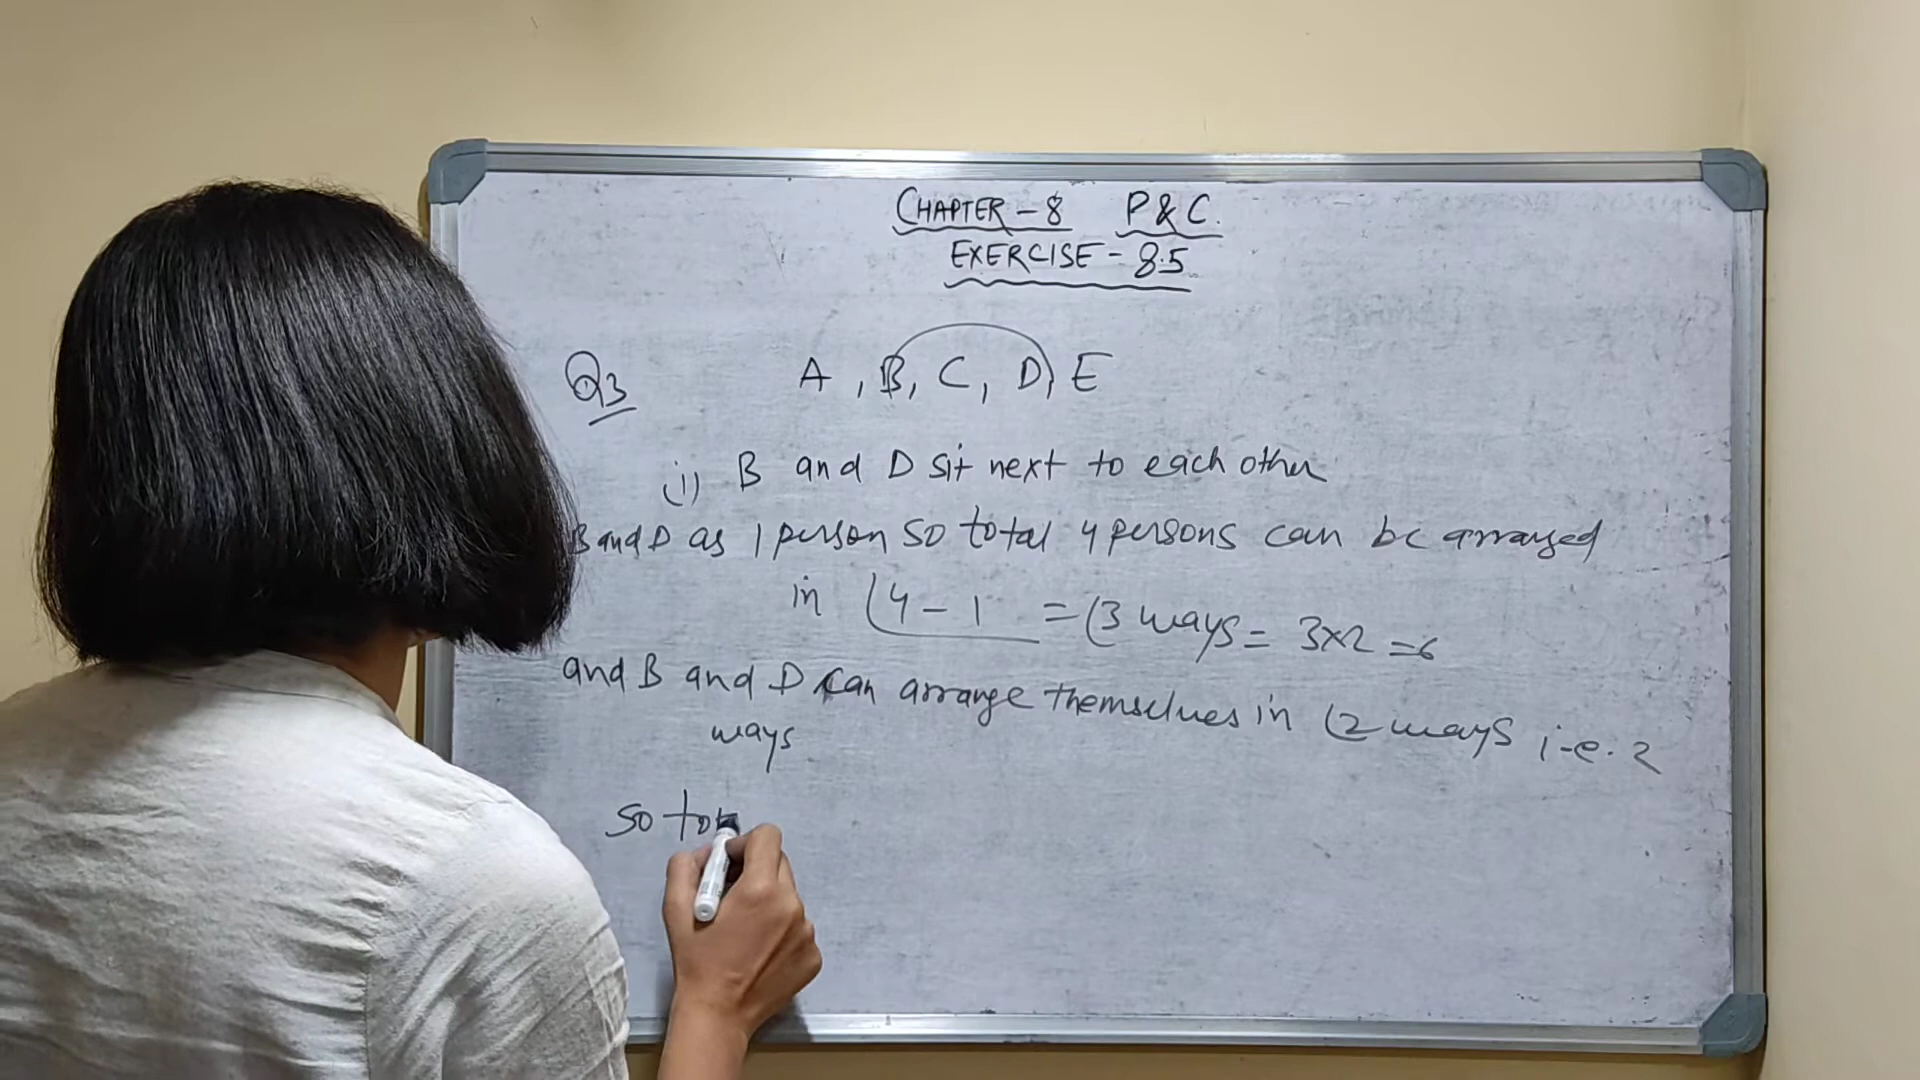 CHAPTER - 8 P & C.
EXERCISE - 8.5
Q3 A , B, C, D, E
(i) B and D sit next to each other
B and D as 1 person so total 4 persons can be arranged
in ⌊4 - 1 = ⌊3 ways = 3x2 = 6
and B and D can arrange themselves in ⌊2 ways i.e. 2
ways
so tot